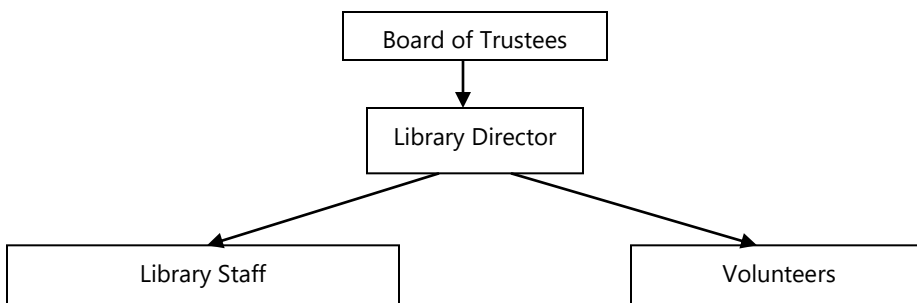 Board of Trustees
Library Director
Library Staff
Volunteers